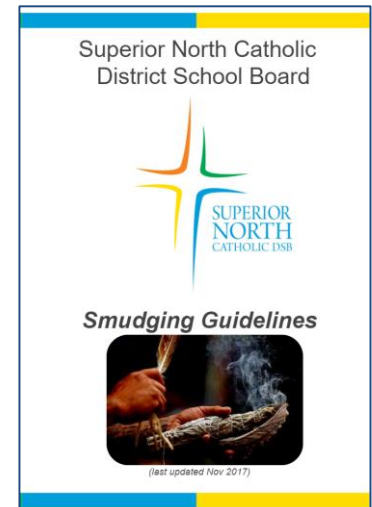 Superior North Catholic
District School Board
SUPERIOR
NORTH
CATHOLIC DSB
Smudging Guidelines
(last updated Nov 2017)